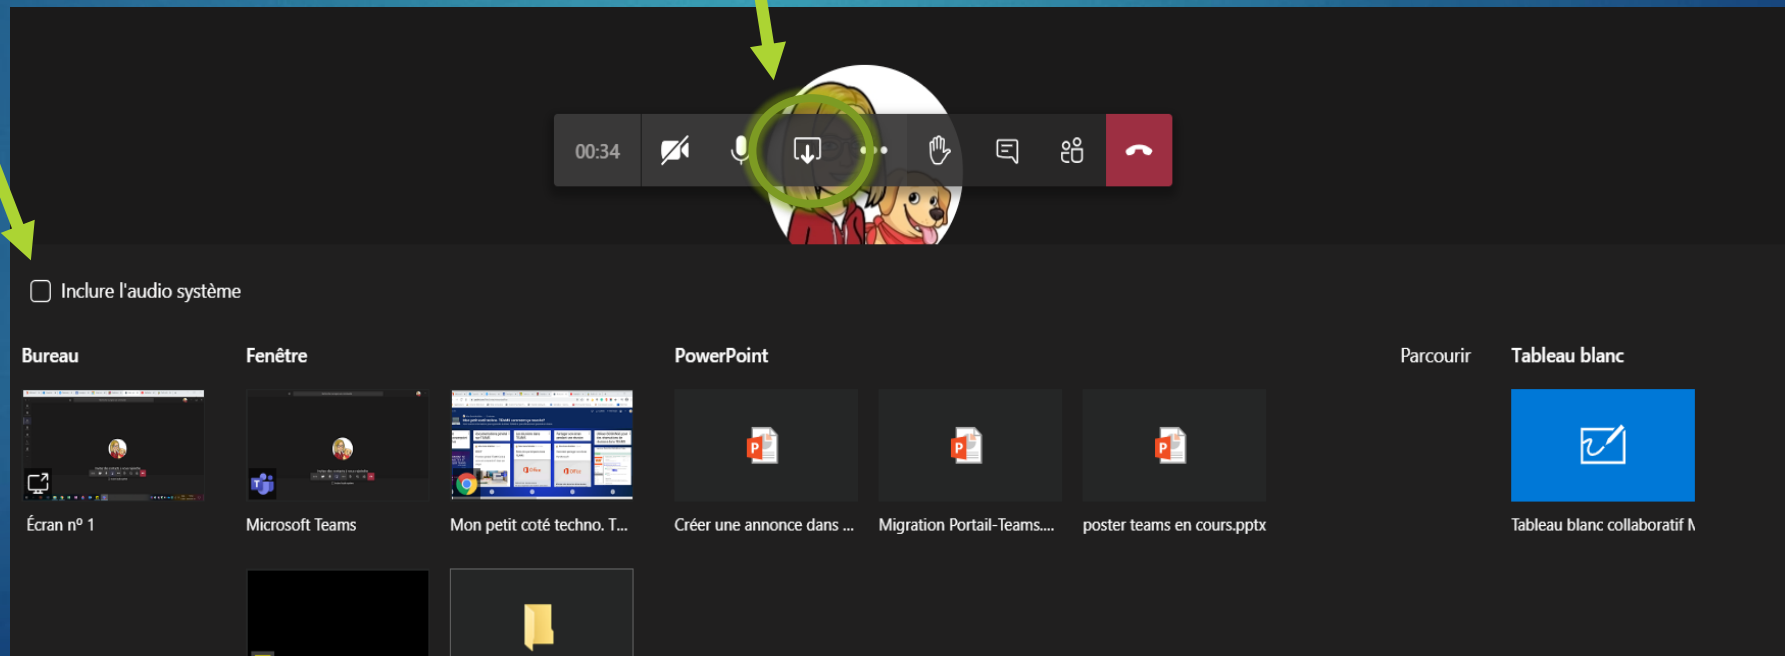 00:34
Inclure l'audio système
Bureau
Fenêtre
PowerPoint
Parcourir
Tableau blanc
Écran nº 1
Microsoft Teams
Mon petit coté techno. T...
Créer une annonce dans ...
Migration Portail-Teams....
poster teams en cours.pptx
Tableau blanc collaboratif M